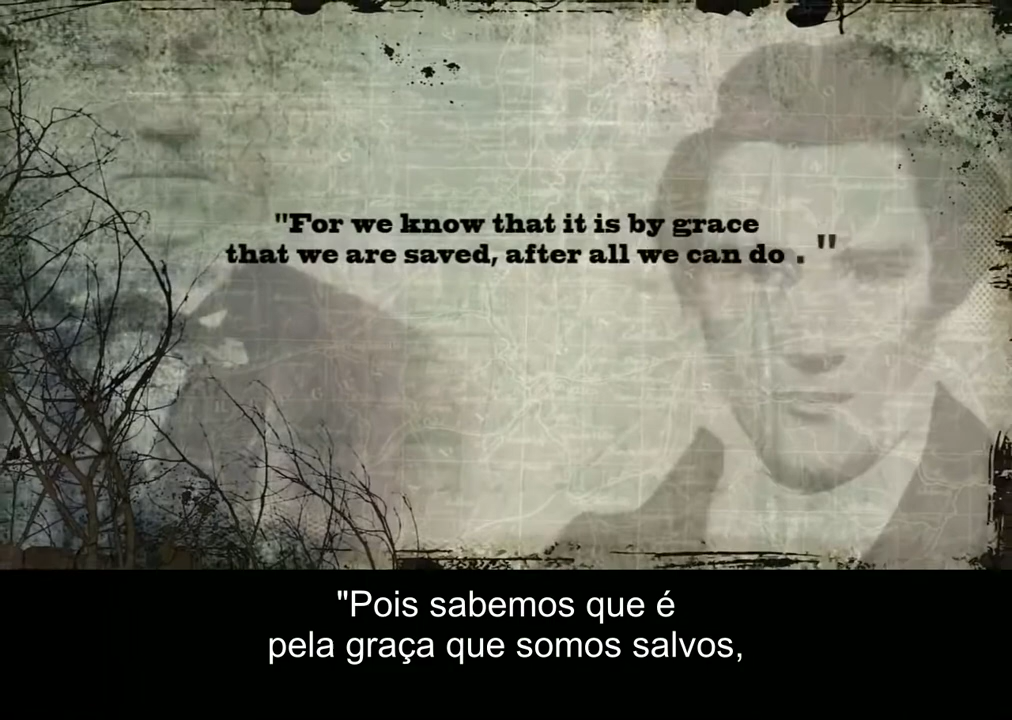 "For we know that it is by grace
that we are saved, after all we can do . "
"Pois sabemos que é
pela graça que somos salvos,